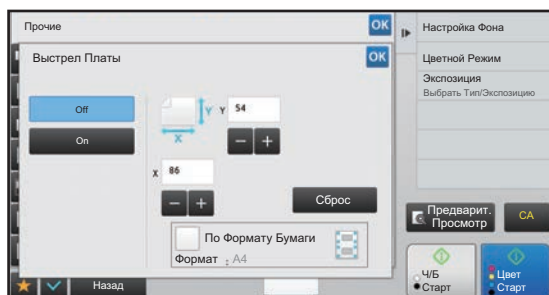 Прочие
OK
Выстрел Платы
OK
Off
On
Y
Y
54
X
X
86
Сброс
По Формату Бумаги
Формат : A4
Назад
Настройка Фона
Цветной Режим
Экспозиция
Выбрать Тип/Экспозицию
Предварит.
Просмотр
CA
Ч/Б
Старт
Цвет
Старт